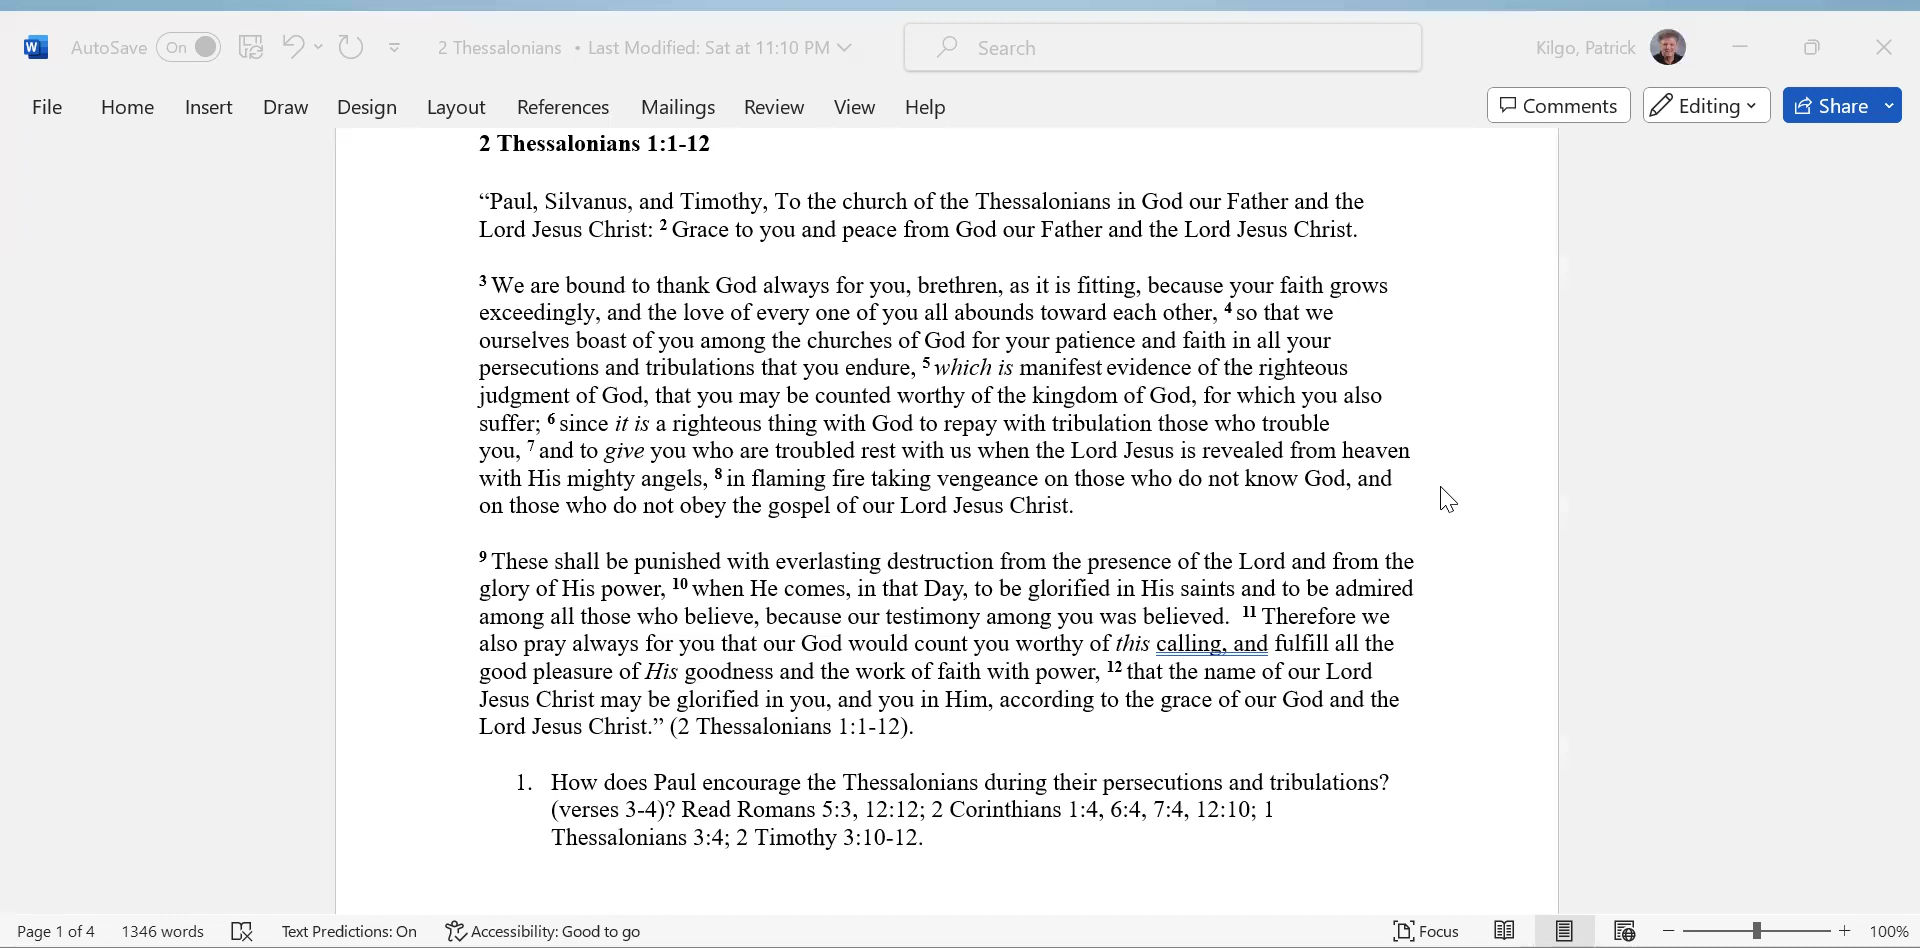 W AutoSave On 2 Thessalonians • Last Modified: Sat at 11:10 PM Search Kilgo, Patrick
File Home Insert Draw Design Layout References Mailings Review View Help Comments Editing Share
2 Thessalonians 1:1-12
“Paul, Silvanus, and Timothy, To the church of the Thessalonians in God our Father and the
Lord Jesus Christ: 2 Grace to you and peace from God our Father and the Lord Jesus Christ.
3 We are bound to thank God always for you, brethren, as it is fitting, because your faith grows
exceedingly, and the love of every one of you all abounds toward each other, 4 so that we
ourselves boast of you among the churches of God for your patience and faith in all your
persecutions and tribulations that you endure, 5 which is manifest evidence of the righteous
judgment of God, that you may be counted worthy of the kingdom of God, for which you also
suffer; 6 since it is a righteous thing with God to repay with tribulation those who trouble
you, 7 and to give you who are troubled rest with us when the Lord Jesus is revealed from heaven
with His mighty angels, 8 in flaming fire taking vengeance on those who do not know God, and
on those who do not obey the gospel of our Lord Jesus Christ.
9 These shall be punished with everlasting destruction from the presence of the Lord and from the
glory of His power, 10 when He comes, in that Day, to be glorified in His saints and to be admired
among all those who believe, because our testimony among you was believed. 11 Therefore we
also pray always for you that our God would count you worthy of this calling, and fulfill all the
good pleasure of His goodness and the work of faith with power, 12 that the name of our Lord
Jesus Christ may be glorified in you, and you in Him, according to the grace of our God and the
Lord Jesus Christ.” (2 Thessalonians 1:1-12).
1. How does Paul encourage the Thessalonians during their persecutions and tribulations?
(verses 3-4)? Read Romans 5:3, 12:12; 2 Corinthians 1:4, 6:4, 7:4, 12:10; 1
Thessalonians 3:4; 2 Timothy 3:10-12.
Page 1 of 4 1346 words Text Predictions: On Accessibility: Good to go Focus 100%